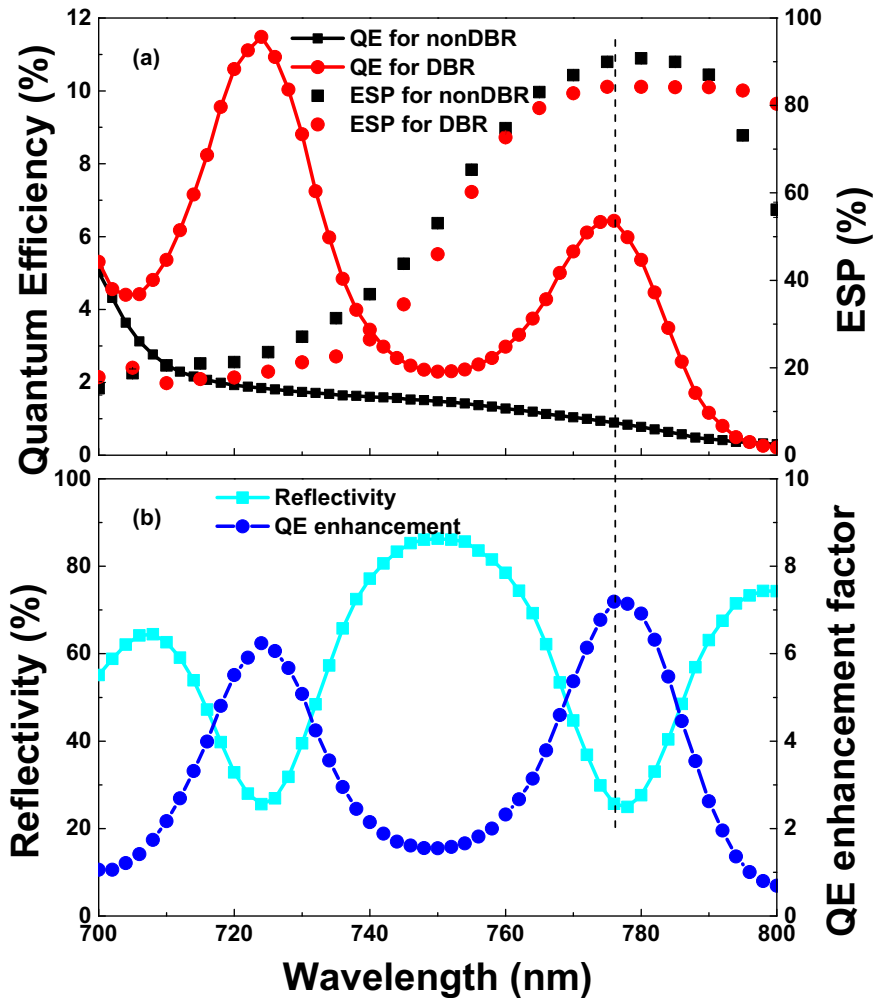 (a)
QE for nonDBR
QE for DBR
ESP for nonDBR
ESP for DBR
Quantum Efficiency (%)
12
10
8
6
4
2
0
ESP (%)
100
80
60
40
20
0
(b)
Reflectivity
QE enhancement
Reflectivity (%)
100
80
60
40
20
0
QE enhancement factor
10
8
6
4
2
0
700
720
740
760
780
800
Wavelength (nm)